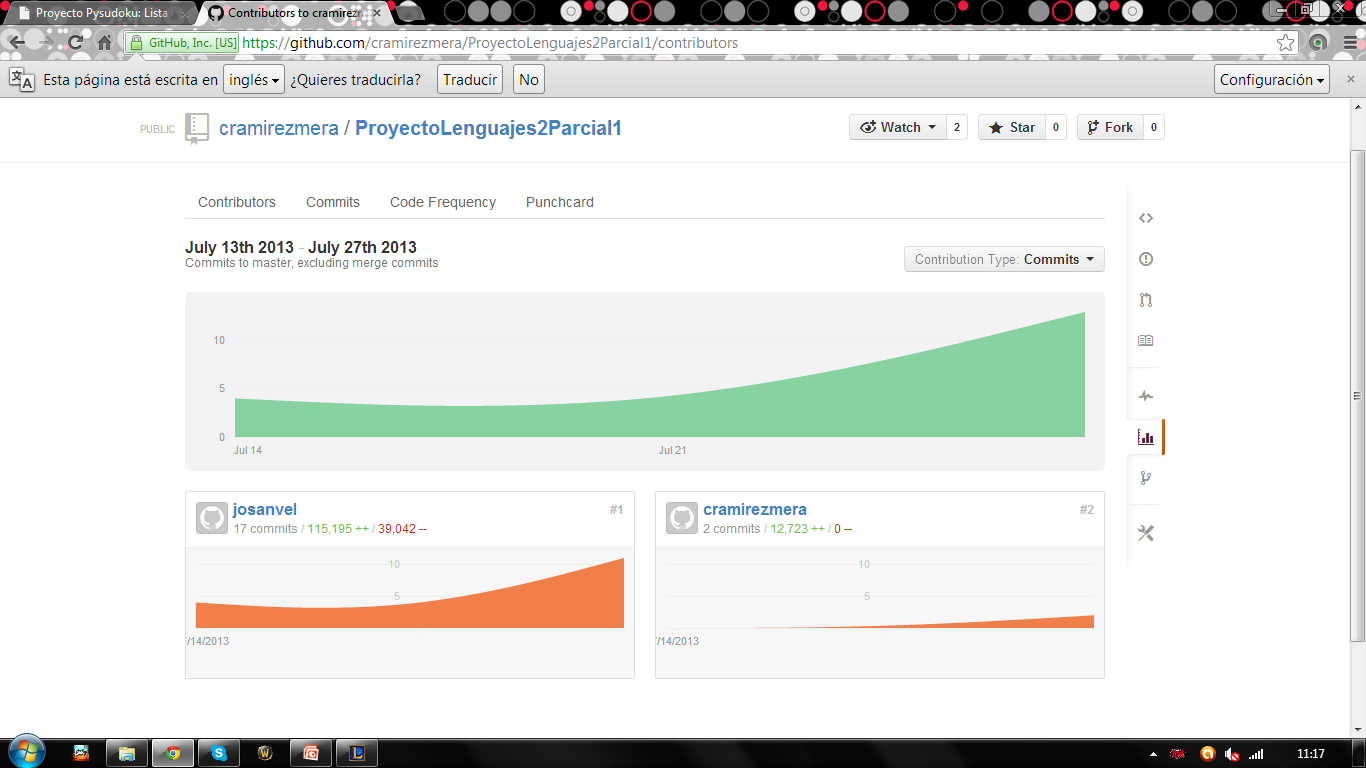 Proyecto Pysudoku: Lista
Contributors to cramirezm
GitHub, Inc. [US] https://github.com/cramirezmera/ProyectoLenguajes2Parcial1/contributors
Esta página está escrita en inglés ¿Quieres traducirla? Traducir No Configuración
PUBLIC cramirezmera / ProyectoLenguajes2Parcial1 Watch 2 Star 0 Fork 0
Contributors Commits Code Frequency Punchcard
July 13th 2013 - July 27th 2013
Commits to master, excluding merge commits
Contribution Type: Commits
10
5
0
Jul 14 Jul 21
josanvel #1
17 commits / 115,195 ++ / 39,042 --
10
5
/14/2013
cramirezmera #2
2 commits / 12,723 ++ / 0 --
10
5
/14/2013
11:17